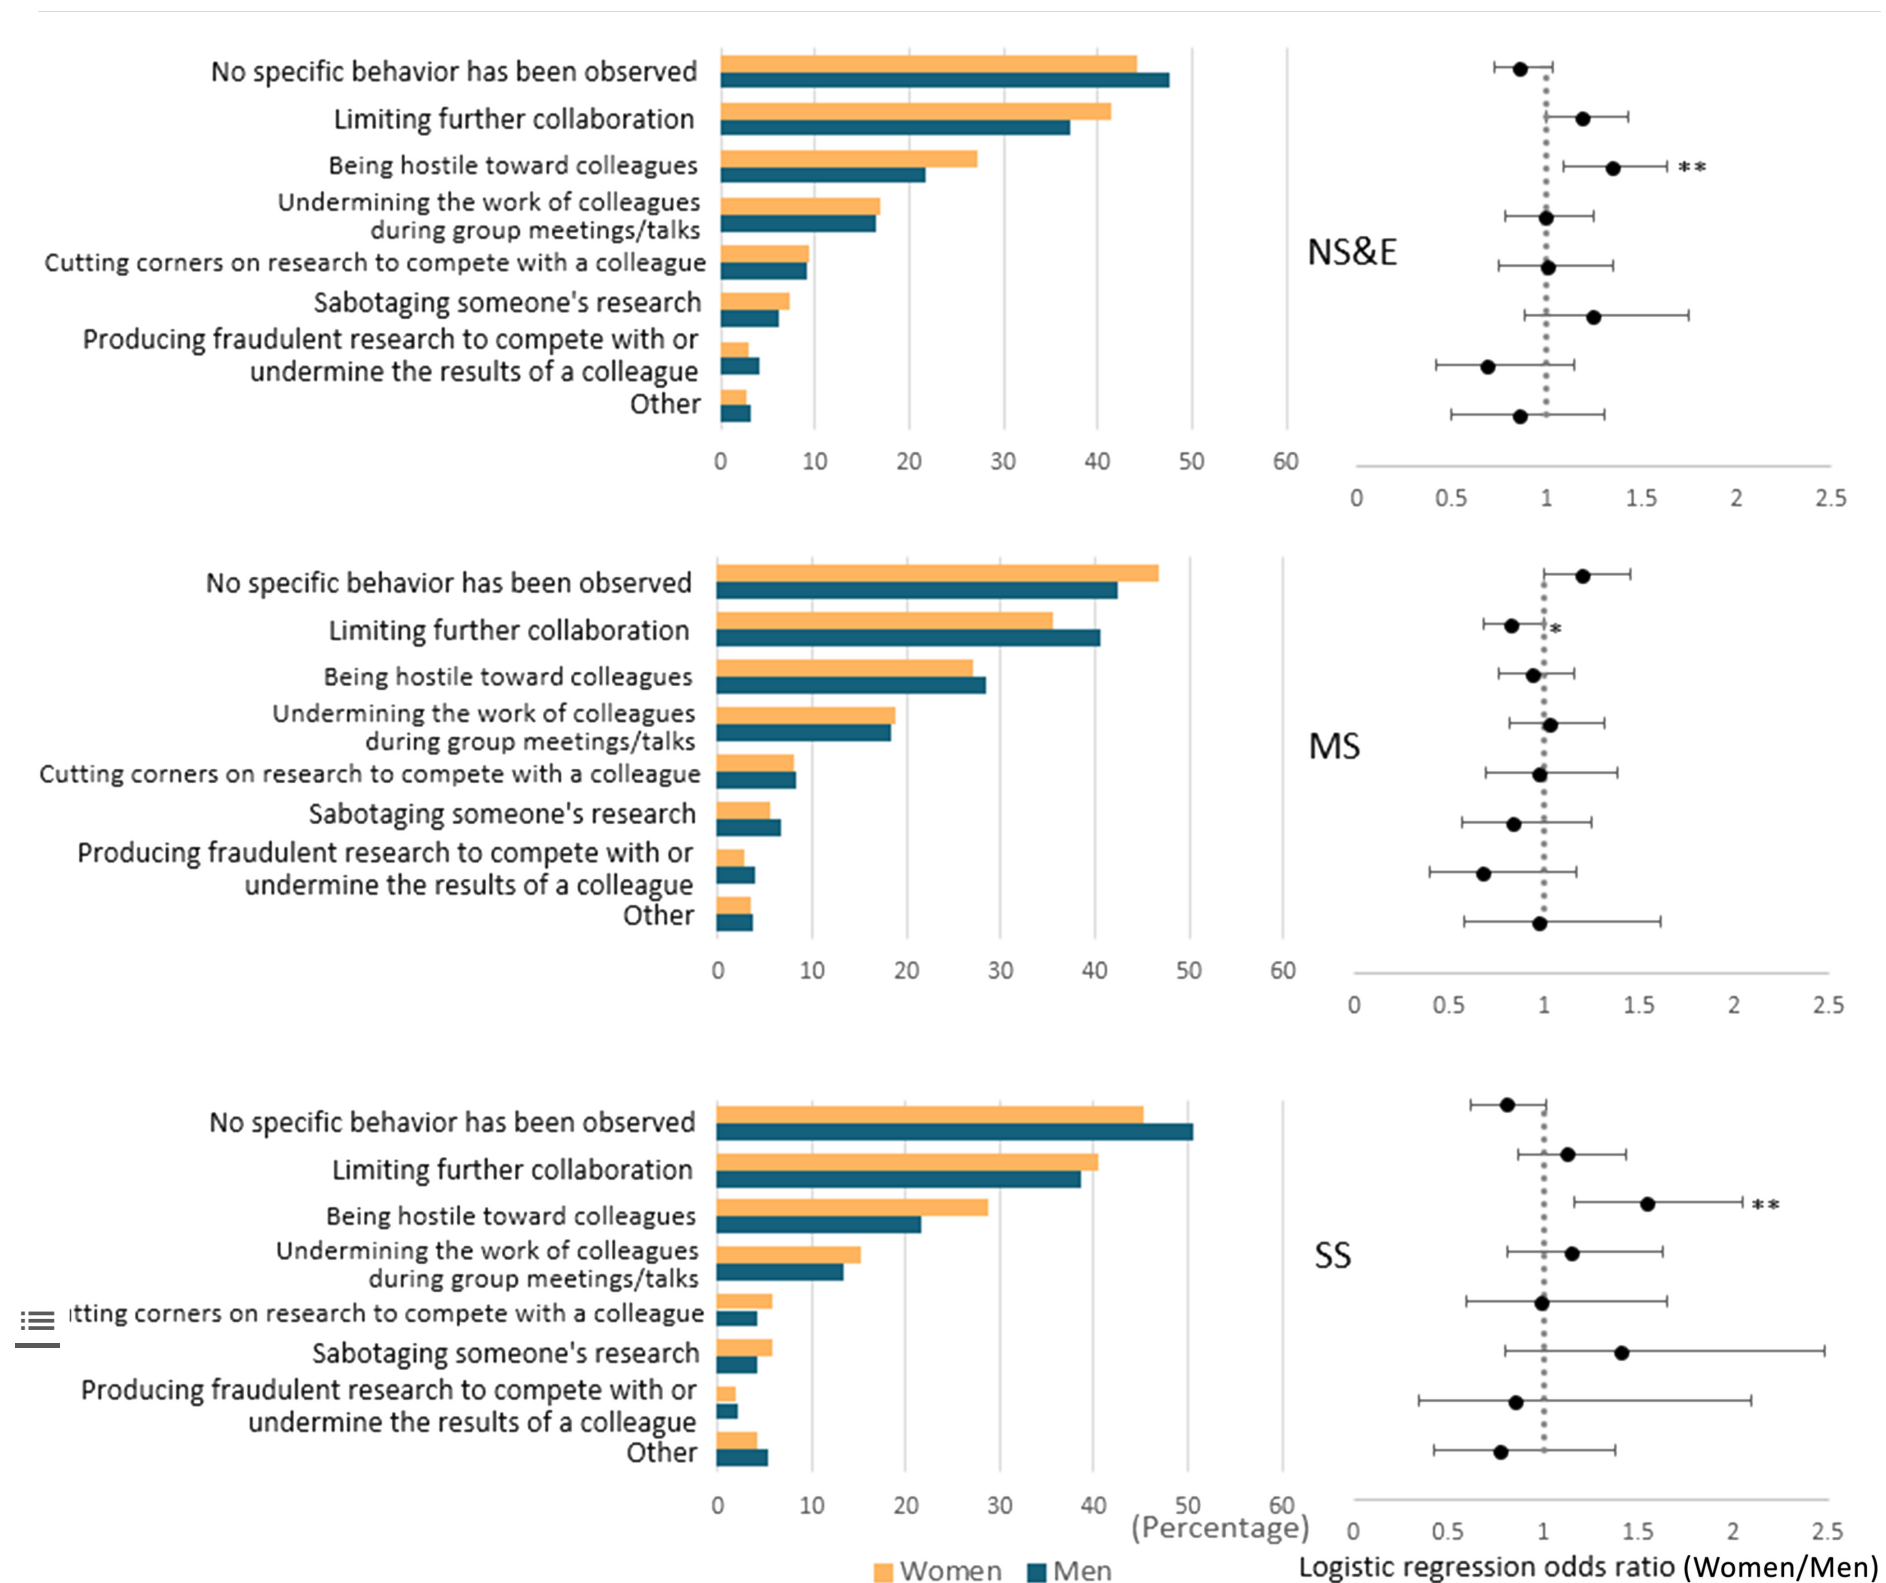 No specific behavior has been observed
Limiting further collaboration
Being hostile toward colleagues
**
Undermining the work of colleagues
during group meetings/talks
NS&E
Cutting corners on research to compete with a colleague
Sabotaging someone's research
Producing fraudulent research to compete with or
undermine the results of a colleague
Other
0 10 20 30 40 50 60
0 0.5 1 1.5 2 2.5
No specific behavior has been observed
Limiting further collaboration
*
Being hostile toward colleagues
Undermining the work of colleagues
during group meetings/talks
MS
Cutting corners on research to compete with a colleague
Sabotaging someone's research
Producing fraudulent research to compete with or
undermine the results of a colleague
Other
0 10 20 30 40 50 60
0 0.5 1 1.5 2 2.5
No specific behavior has been observed
Limiting further collaboration
Being hostile toward colleagues
**
Undermining the work of colleagues
during group meetings/talks
SS
tting corners on research to compete with a colleague
Sabotaging someone's research
Producing fraudulent research to compete with or
undermine the results of a colleague
Other
0 10 20 30 40 50 60
(Percentage)
0 0.5 1 1.5 2 2.5
Women Men
Logistic regression odds ratio (Women/Men)